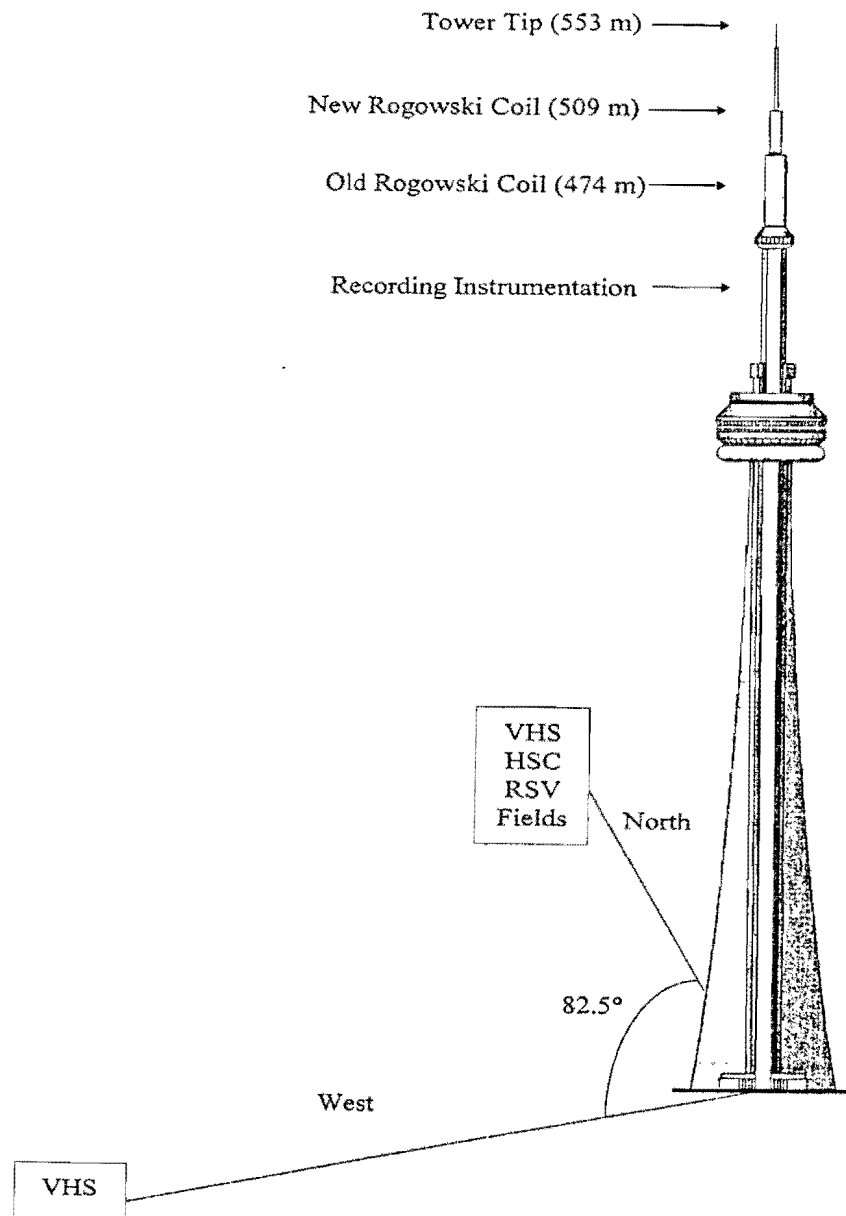 Tower Tip (553 m)
New Rogowski Coil (509 m)
Old Rogowski Coil (474 m)
Recording Instrumentation
VHS
HSC
RSV
Fields
North
82.5°
West
VHS